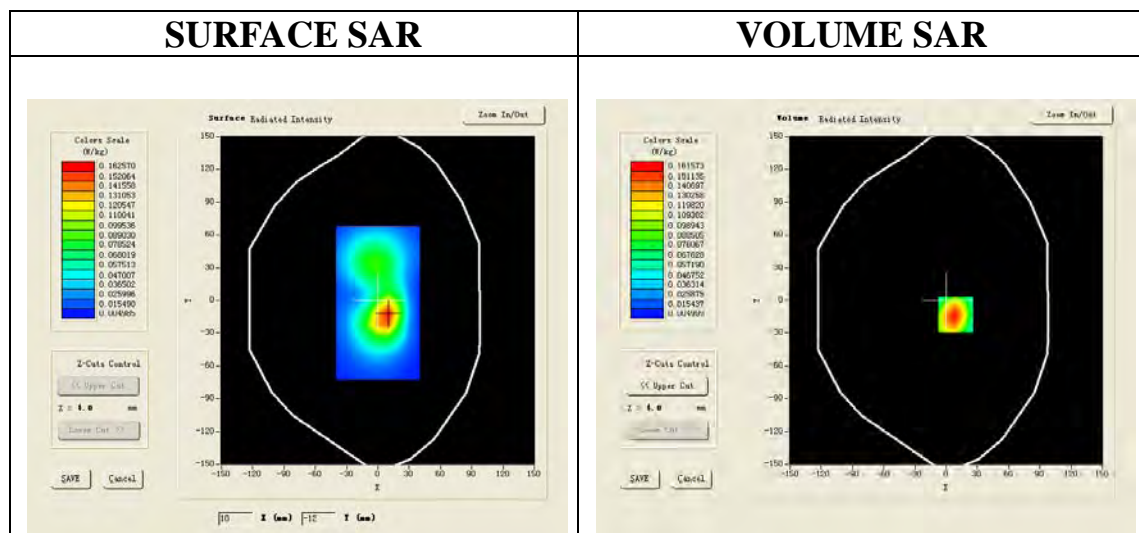 SURFACE SAR
VOLUME SAR
Surface Radiated Intensity
Zoom In/Out
Colors Scale
(W/kg)
0.162570
0.152064
0.141558
0.131053
0.120547
0.110041
0.099536
0.089030
0.078524
0.068019
0.057513
0.047007
0.036502
0.025996
0.015490
0.004985
150
120
90
60
30
0
-30
-60
-90
-120
-150
Y
-150 -120 -90 -60 -30 0 30 60 90 120 150
X
Z-Cuts Control
<< Upper Cut
Z = 4.0 mm
Lower Cut >>
SAVE
Cancel
10 X (mm) -12 Y (mm)
Volume Radiated Intensity
Zoom In/Out
Colors Scale
(W/kg)
0.161573
0.151135
0.140697
0.130258
0.119820
0.109382
0.098943
0.088505
0.078067
0.067628
0.057190
0.046752
0.036314
0.025875
0.015437
150
120
90
60
30
0
-30
-60
-90
-120
-150
Y
-150 -120 -90 -60 -30 0 30 60 90 120 150
X
Z-Cuts Control
<< Upper Cut
Z = 4.0 mm
Lower Cut >>
SAVE
Cancel